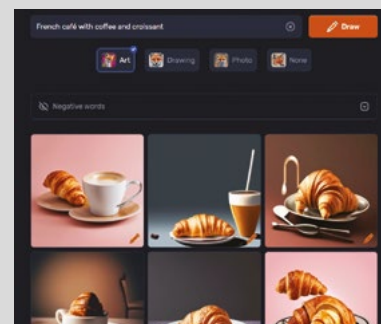 French café with coffee and croissant
Draw
Art
Drawing
Photo
None
Negative words